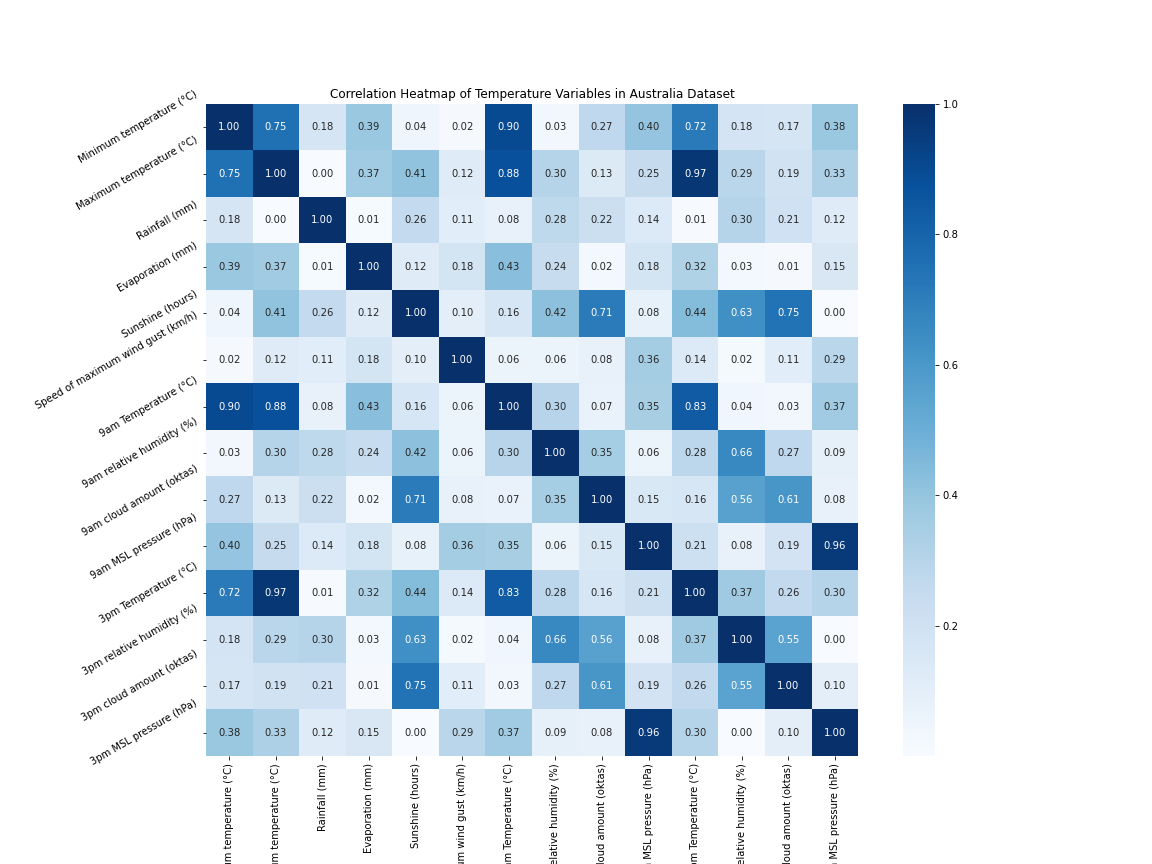 Correlation Heatmap of Temperature Variables in Australia Dataset
Minimum temperature (°C) 1.00 0.75 0.18 0.39 0.04 0.02 0.90 0.03 0.27 0.40 0.72 0.18 0.17 0.38
Maximum temperature (°C) 0.75 1.00 0.00 0.37 0.41 0.12 0.88 0.30 0.13 0.25 0.97 0.29 0.19 0.33
Rainfall (mm) 0.18 0.00 1.00 0.01 0.26 0.11 0.08 0.28 0.22 0.14 0.01 0.30 0.21 0.12
Evaporation (mm) 0.39 0.37 0.01 1.00 0.12 0.18 0.43 0.24 0.02 0.18 0.32 0.03 0.01 0.15
Sunshine (hours) 0.04 0.41 0.26 0.12 1.00 0.10 0.16 0.42 0.71 0.08 0.44 0.63 0.75 0.00
Speed of maximum wind gust (km/h) 0.02 0.12 0.11 0.18 0.10 1.00 0.06 0.06 0.08 0.36 0.14 0.02 0.11 0.29
9am Temperature (°C) 0.90 0.88 0.08 0.43 0.16 0.06 1.00 0.30 0.07 0.35 0.83 0.04 0.03 0.37
9am relative humidity (%) 0.03 0.30 0.28 0.24 0.42 0.06 0.30 1.00 0.35 0.06 0.28 0.66 0.27 0.09
9am cloud amount (oktas) 0.27 0.13 0.22 0.02 0.71 0.08 0.07 0.35 1.00 0.15 0.16 0.56 0.61 0.08
9am MSL pressure (hPa) 0.40 0.25 0.14 0.18 0.08 0.36 0.35 0.06 0.15 1.00 0.21 0.08 0.19 0.96
3pm Temperature (°C) 0.72 0.97 0.01 0.32 0.44 0.14 0.83 0.28 0.16 0.21 1.00 0.37 0.26 0.30
3pm relative humidity (%) 0.18 0.29 0.30 0.03 0.63 0.02 0.04 0.66 0.56 0.08 0.37 1.00 0.55 0.00
3pm cloud amount (oktas) 0.17 0.19 0.21 0.01 0.75 0.11 0.03 0.27 0.61 0.19 0.26 0.55 1.00 0.10
3pm MSL pressure (hPa) 0.38 0.33 0.12 0.15 0.00 0.29 0.37 0.09 0.08 0.96 0.30 0.00 0.10 1.00
temperature (°C)
temperature (°C)
Rainfall (mm)
Evaporation (mm)
Sunshine (hours)
wind gust (km/h)
Temperature (°C)
humidity (%)
amount (oktas)
MSL pressure (hPa)
Temperature (°C)
humidity (%)
amount (oktas)
MSL pressure (hPa)
1.0
0.8
0.6
0.4
0.2